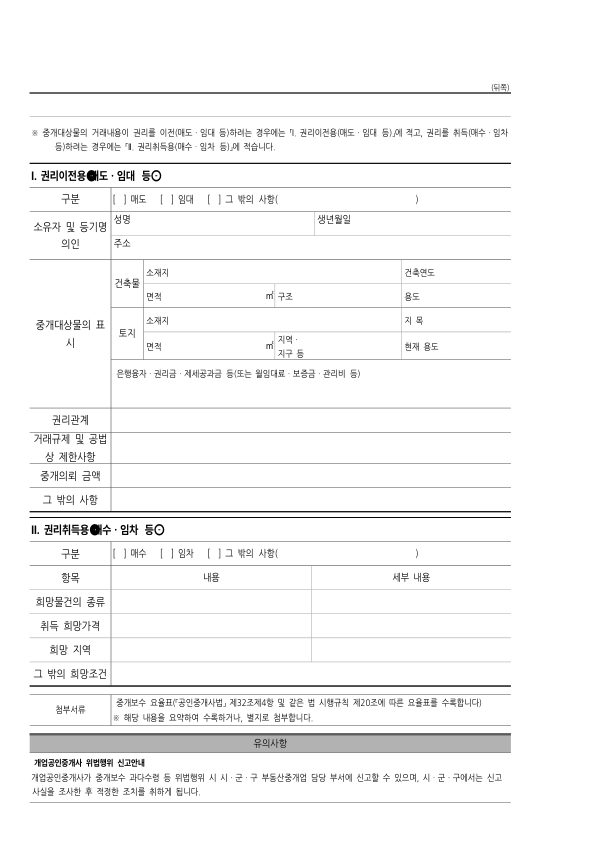 (뒤쪽)
※ 중개대상물의 거래내용이 권리를 이전(매도ㆍ임대 등)하려는 경우에는 「Ⅰ. 권리이전용(매도ㆍ임대 등)」에 적고, 권리를 취득(매수ㆍ임차
등)하려는 경우에는 「Ⅱ. 권리취득용(매수ㆍ임차 등)」에 적습니다.
Ⅰ. 권리이전용 매도ㆍ임대 등
구분 [ ] 매도 [ ] 임대 [ ] 그 밖의 사항( )
소유자 및 등기명
의인
성명 생년월일
주소
중개대상물의 표
시
건축물
소재지 건축연도
면적 ㎡ 구조 용도
토지
소재지 지 목
면적 ㎡ 지역ㆍ
지구 등
현재 용도
은행융자ㆍ권리금ㆍ제세공과금 등(또는 월임대료ㆍ보증금ㆍ관리비 등)
권리관계
거래규제 및 공법
상 제한사항
중개의뢰 금액
그 밖의 사항
Ⅱ. 권리취득용 매수ㆍ임차 등
구분 [ ] 매수 [ ] 임차 [ ] 그 밖의 사항( )
항목 내용 세부 내용
희망물건의 종류
취득 희망가격
희망 지역
그 밖의 희망조건
첨부서류
중개보수 요율표(「공인중개사법」 제32조제4항 및 같은 법 시행규칙 제20조에 따른 요율표를 수록합니다)
※ 해당 내용을 요약하여 수록하거나, 별지로 첨부합니다.
유의사항
개업공인중개사 위법행위 신고안내
개업공인중개사가 중개보수 과다수령 등 위법행위 시 시ㆍ군ㆍ구 부동산중개업 담당 부서에 신고할 수 있으며, 시ㆍ군ㆍ구에서는 신고
사실을 조사한 후 적정한 조치를 취하게 됩니다.